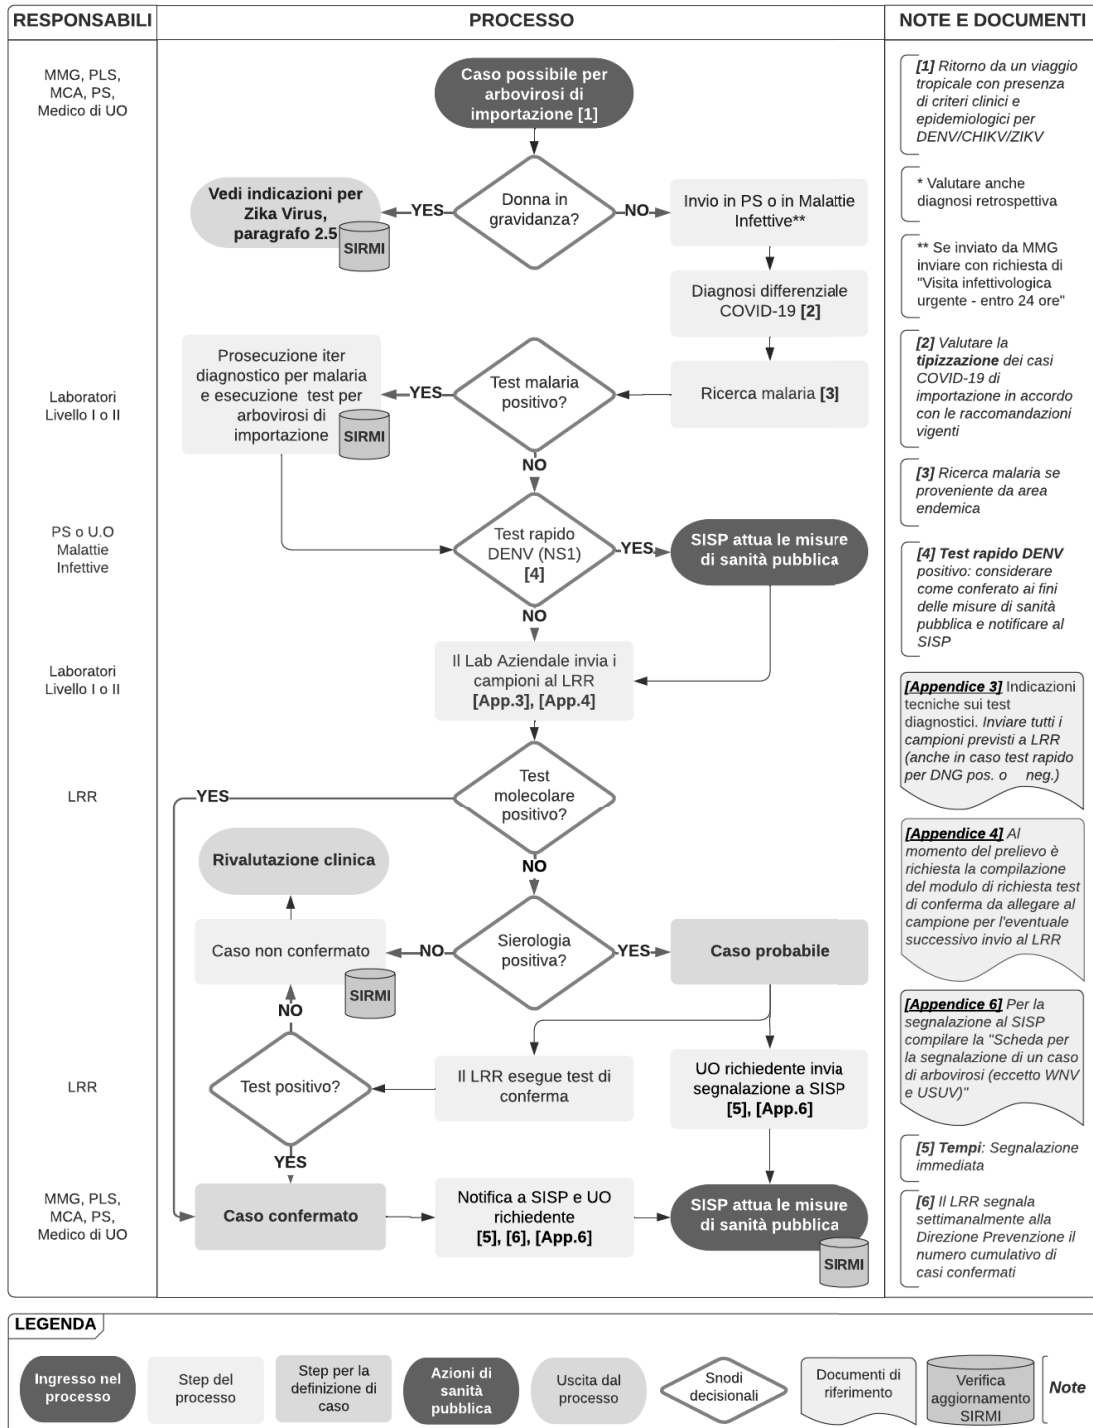 RESPONSABILI
PROCESSO
NOTE E DOCUMENTI
MMG, PLS,
MCA, PS,
Medico di UO
Caso possibile per
arbovirosi di
importazione [1]
[1] Ritorno da un viaggio
tropicale con presenza
di criteri clinici e
epidemiologici per
DENV/CHIKV/ZIKV
Vedi indicazioni per
Zika Virus,
paragrafo 2.5
SIRMI
YES
Donna in
gravidanza?
NO
Invio in PS o in Malattie
Infettive**
* Valutare anche
diagnosi retrospettiva
** Se inviato da MMG
inviare con richiesta di
"Visita infettivologica
urgente - entro 24 ore"
Diagnosi differenziale
COVID-19 [2]
Laboratori
Livello I o II
Prosecuzione iter
diagnostico per malaria
e esecuzione test per
arbovirosi di
importazione
SIRMI
YES
Test malaria
positivo?
Ricerca malaria [3]
[2] Valutare la
tipizzazione dei casi
COVID-19 di
importazione in accordo
con le raccomandazioni
vigenti
NO
[3] Ricerca malaria se
proveniente da area
endemica
PS o U.O
Malattie
Infettive
Test rapido
DENV (NS1)
[4]
YES
SISP attua le misure
di sanità pubblica
[4] Test rapido DENV
positivo: considerare
come conferato ai fini
delle misure di sanità
pubblica e notificare al
SISP
NO
Laboratori
Livello I o II
Il Lab Aziendale invia i
campioni al LRR
[App.3], [App.4]
[Appendice 3] Indicazioni
tecniche sui test
diagnostici. Inviare tutti i
campioni previsti a LRR
(anche in caso test rapido
per DNG pos. o neg.)
LRR
YES
Test
molecolare
positivo?
NO
Rivalutazione clinica
[Appendice 4] Al
momento del prelievo è
richiesta la compilazione
del modulo di richiesta test
di conferma da allegare al
campione per l'eventuale
successivo invio al LRR
Caso non confermato
SIRMI
NO
Sierologia
positiva?
YES
Caso probabile
NO
[Appendice 6] Per la
segnalazione al SISP
compilare la "Scheda per
la segnalazione di un caso
di arbovirosi (eccetto WNV
e USUV)"
LRR
Test positivo?
Il LRR esegue test di
conferma
UO richiedente invia
segnalazione a SISP
[5], [App.6]
YES
[5] Tempi: Segnalazione
immediata
MMG, PLS,
MCA, PS,
Medico di UO
Caso confermato
Notifica a SISP e UO
richiedente
[5], [6], [App.6]
SISP attua le misure
di sanità pubblica
SIRMI
[6] Il LRR segnala
settimanalmente alla
Direzione Prevenzione il
numero cumulativo di
casi confermati
LEGENDA
Ingresso nel
processo
Step del
processo
Step per la
definizione di
caso
Azioni di
sanità
pubblica
Uscita dal
processo
Snodi
decisionali
Documenti di
riferimento
Verifica
aggiornamento
SIRMI
Note